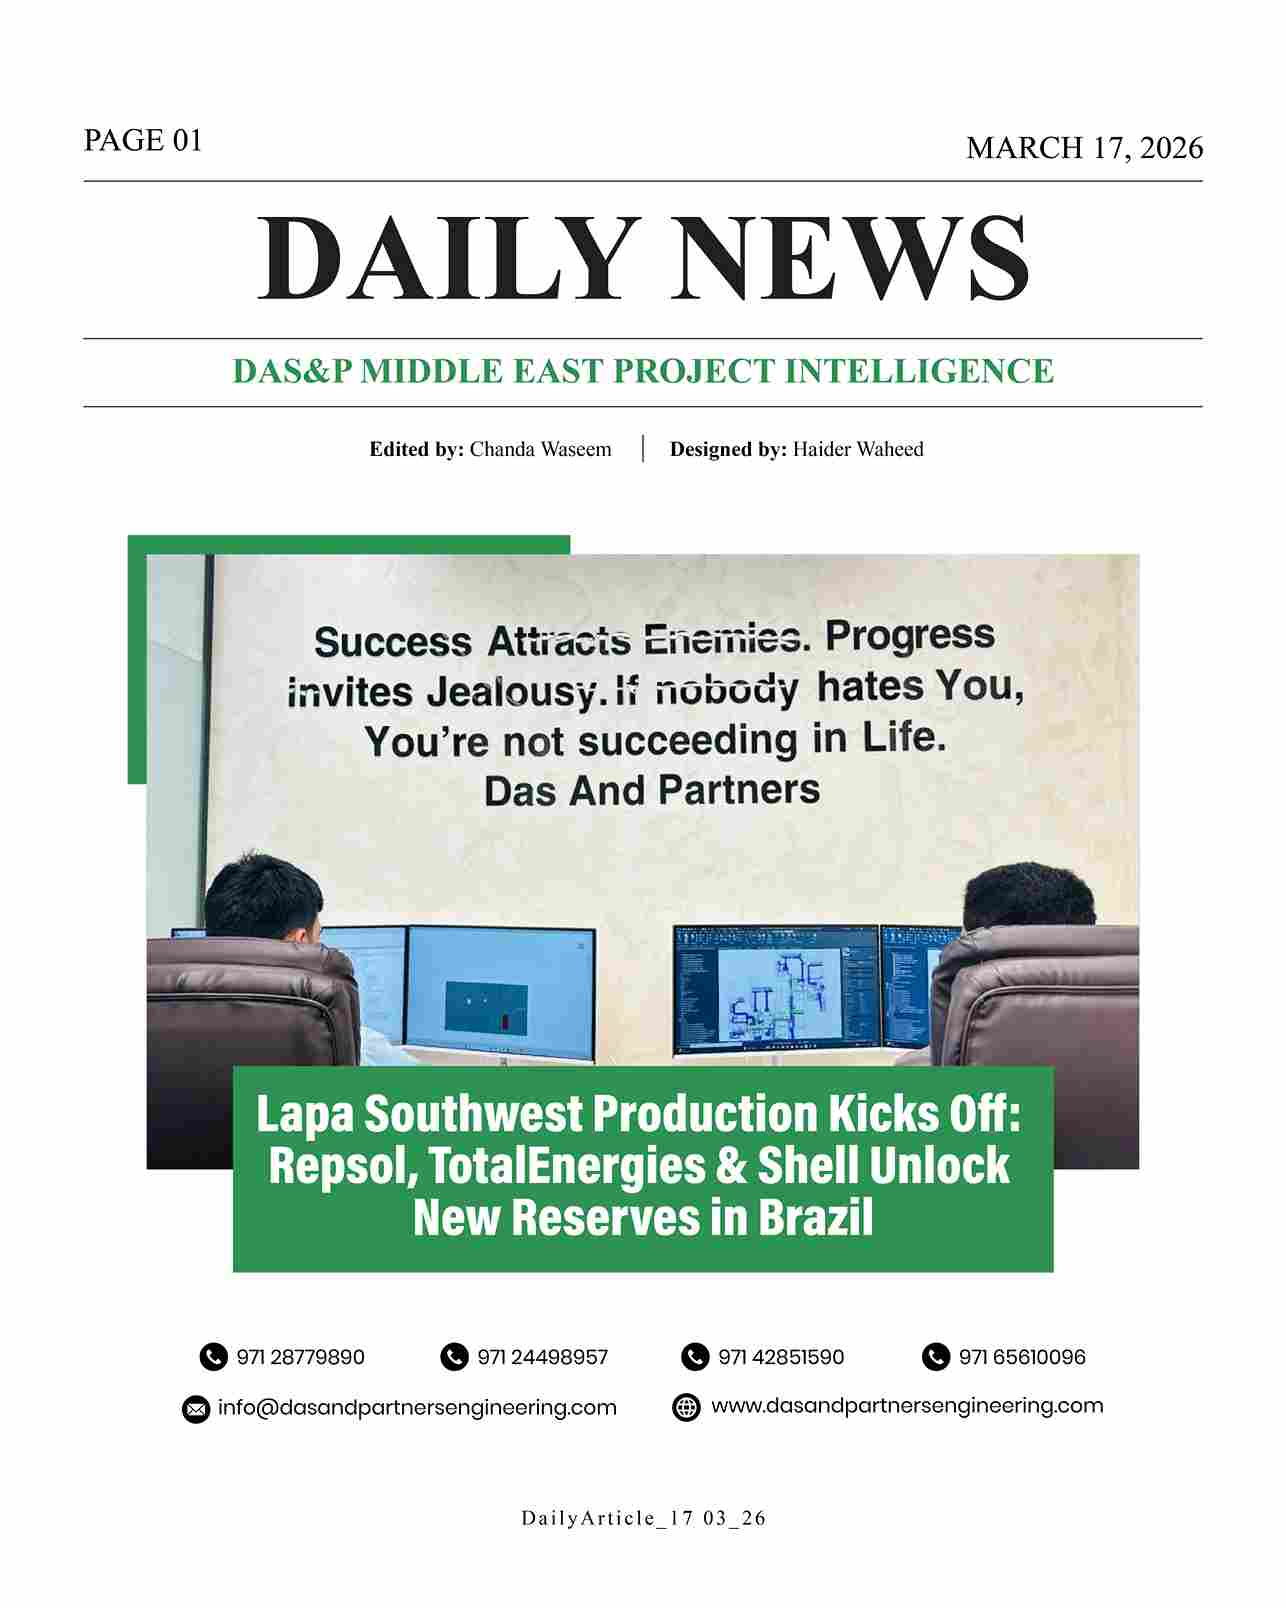 PAGE 01
MARCH 17, 2026
DAILY NEWS
DAS&P MIDDLE EAST PROJECT INTELLIGENCE
Edited by: Chanda Waseem | Designed by: Haider Waheed
Success Attracts Enemies. Progress
invites Jealousy. If nobody hates You,
You're not succeeding in Life.
Das And Partners
Lapa Southwest Production Kicks Off:
Repsol, TotalEnergies & Shell Unlock
New Reserves in Brazil
971 28779890
971 24498957
971 42851590
971 65610096
info@dasandpartnersengineering.com
www.dasandpartnersengineering.com
DailyArticle_17 03_26